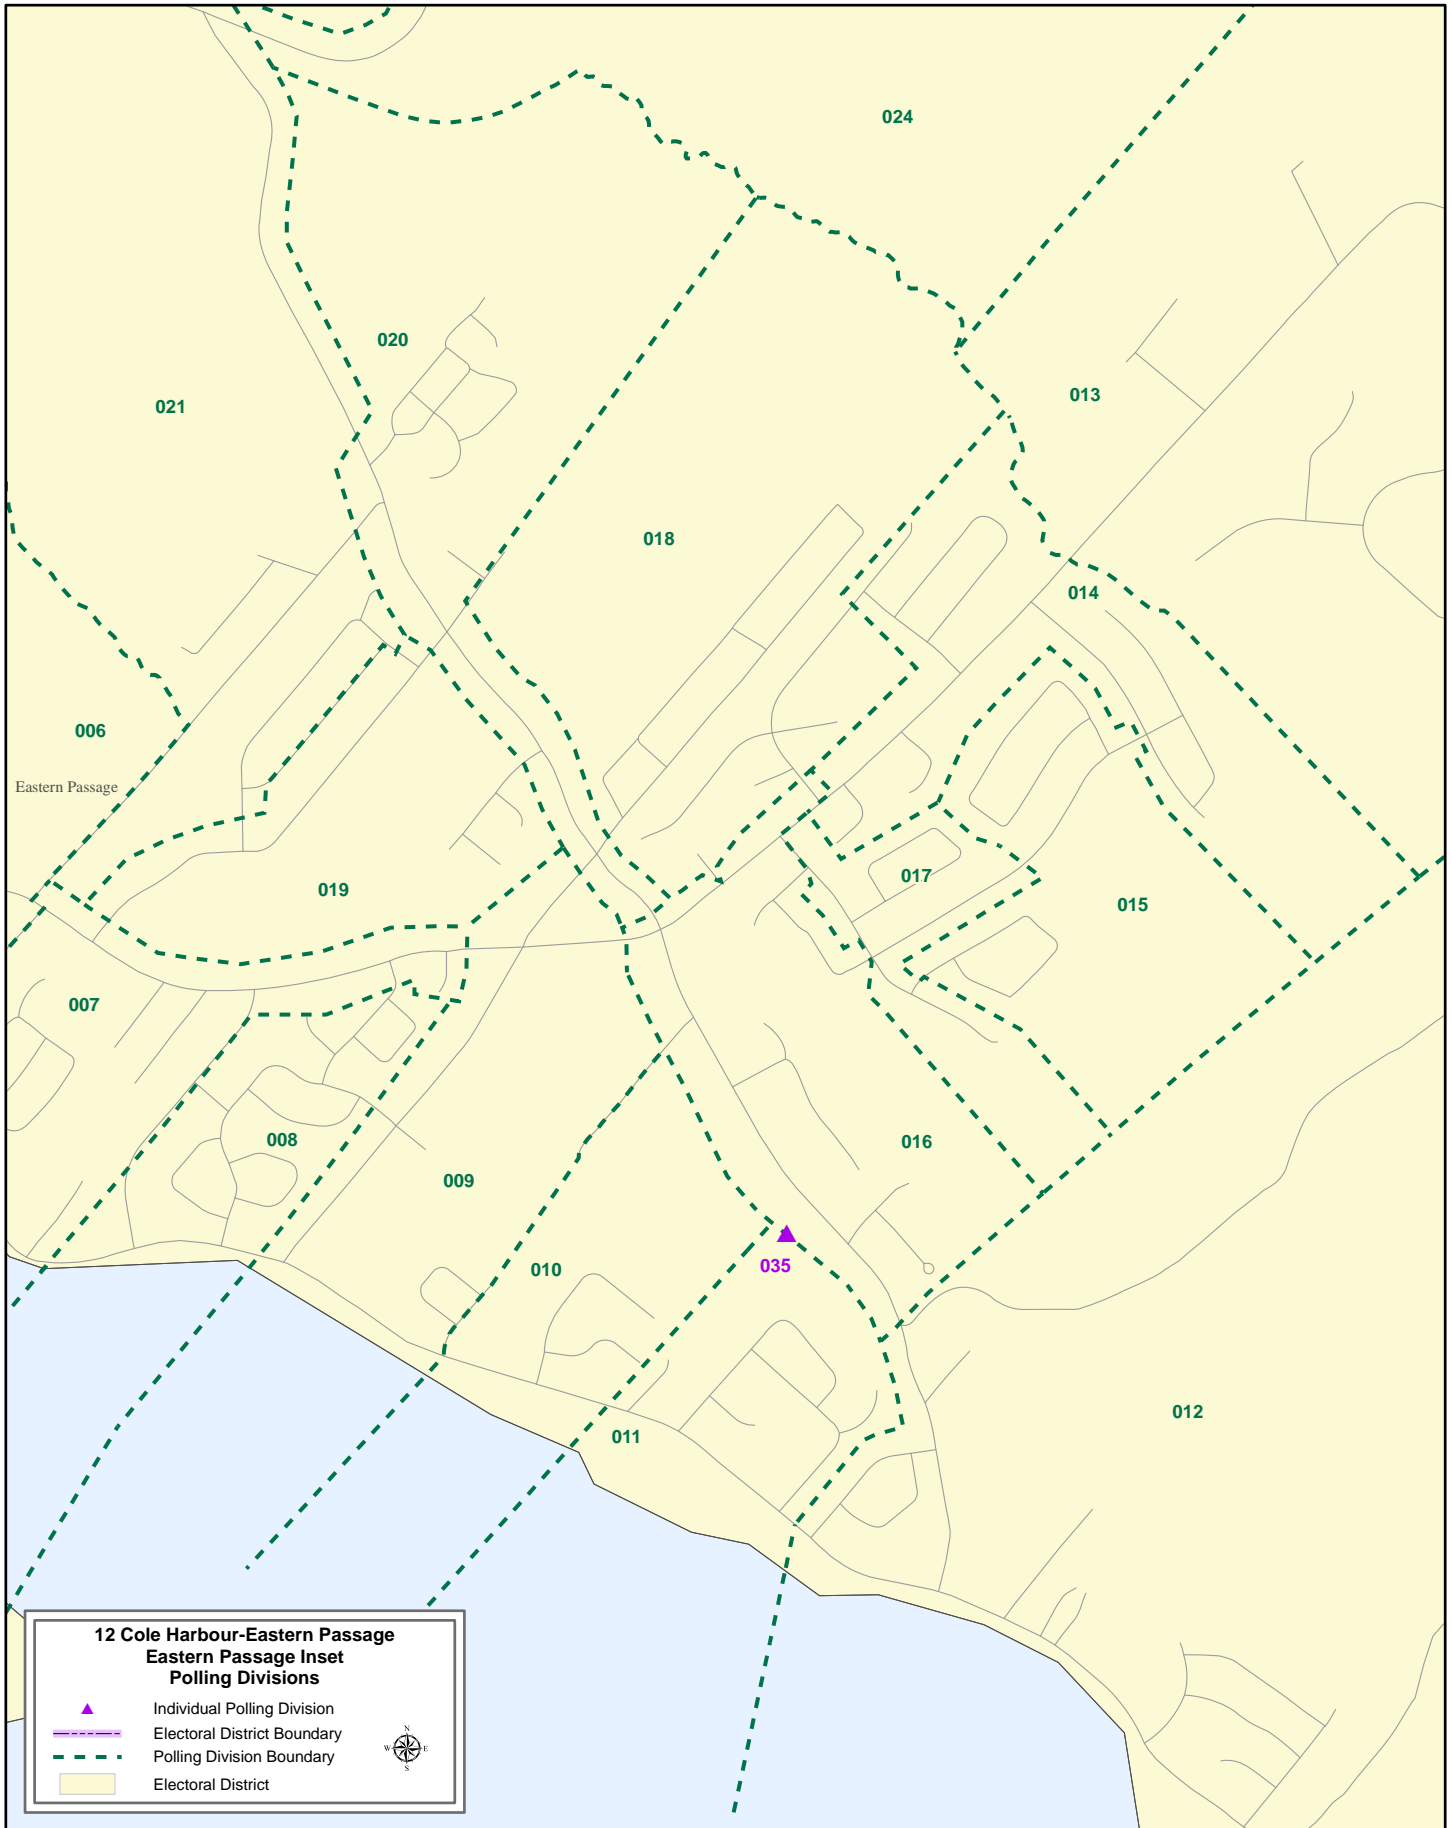 024
020
013
021
018
014
006
Eastern Passage
017
019
015
007
008
016
009
035
010
012
011
12 Cole Harbour-Eastern Passage
Eastern Passage Inset
Polling Divisions
Individual Polling Division
Electoral District Boundary
Polling Division Boundary
Electoral District
N
W E
S